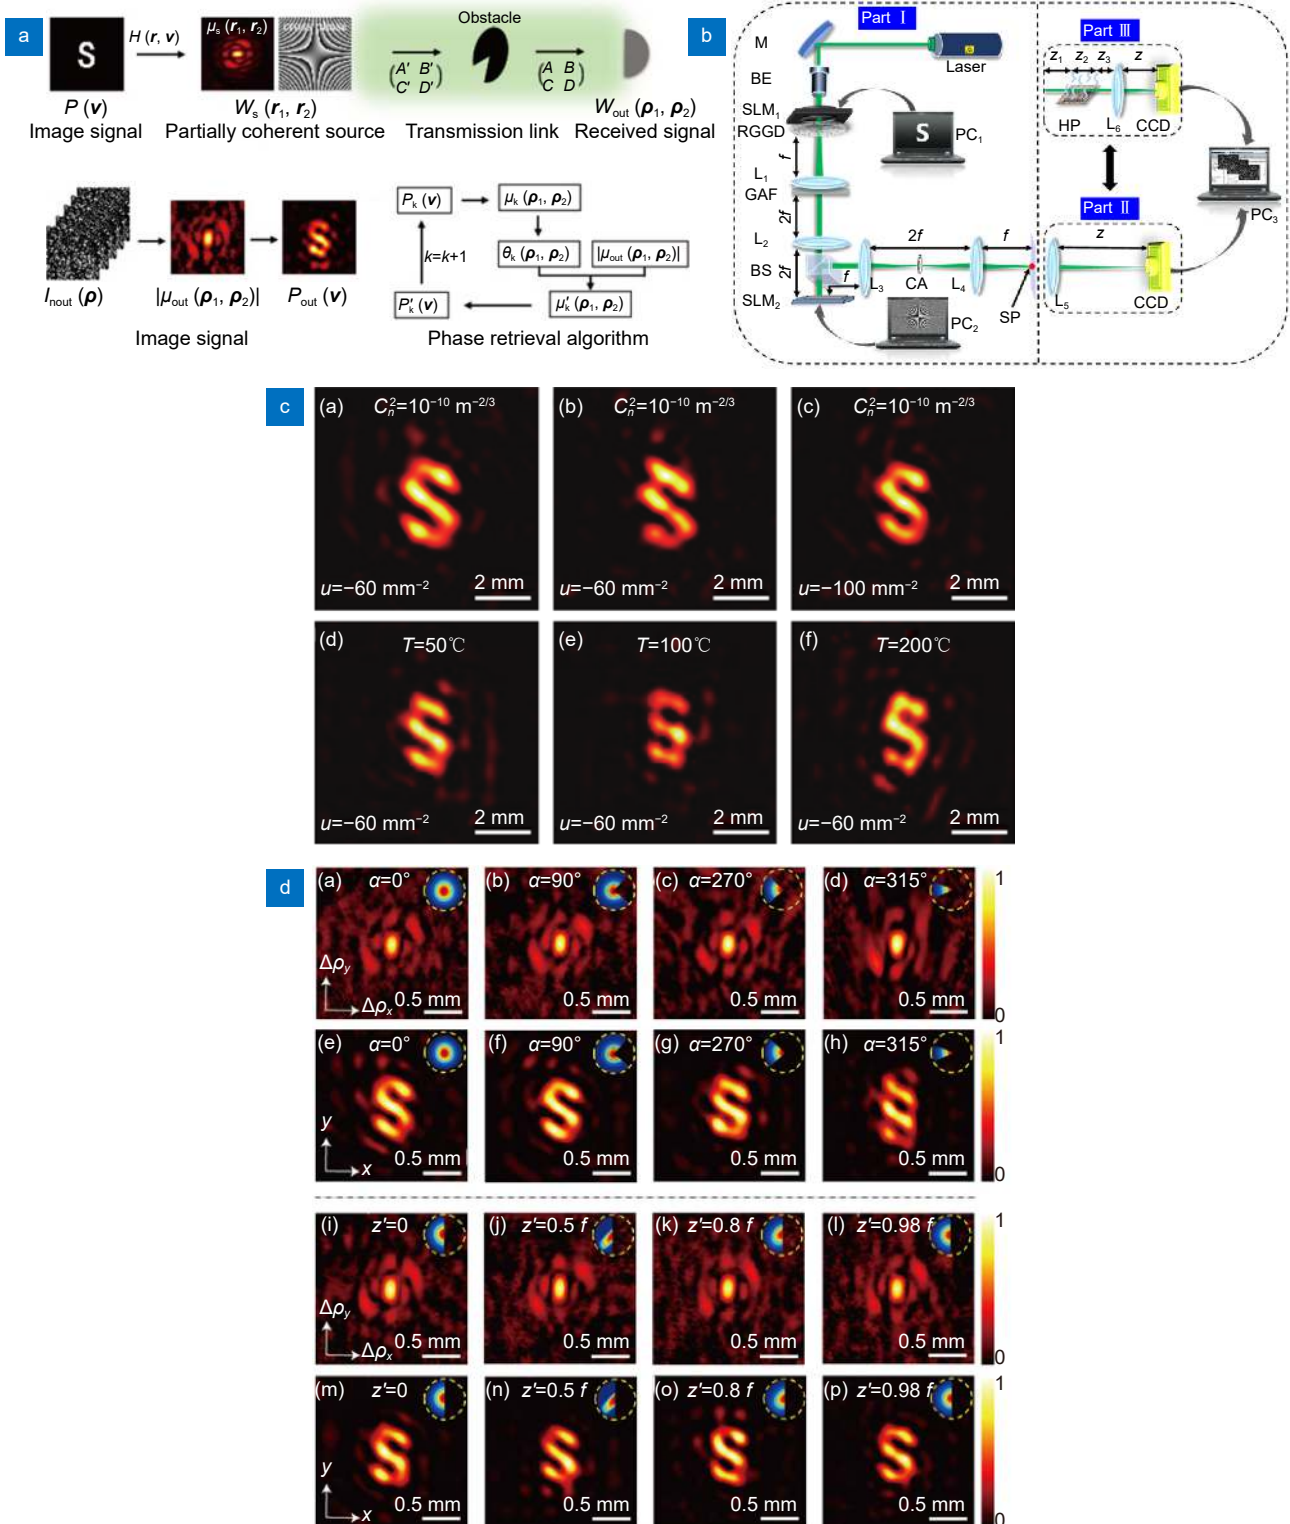 a
S
H (r, v)
μs (r1, r2)
cross phase
Obstacle
(A′ B′
C′ D′)
(A B
C D)
P (v)
Ws (r1, r2)
Wout (ρ1, ρ2)
Image signal
Partially coherent source
Transmission link
Received signal
Inout (ρ)
|μout (ρ1, ρ2)|
Pout (v)
Image signal
Pk (v)
μk (ρ1, ρ2)
k=k+1
θk (ρ1, ρ2)
|μout (ρ1, ρ2)|
P′k (v)
μ′k (ρ1, ρ2)
Phase retrieval algorithm
b
Part Ⅰ
M
Laser
BE
SLM1
RGGD
S
PC1
f
L1
GAF
2f
L2
BS
2f
SLM2
f
L3
2f
CA
L4
f
SP
PC2
Part Ⅲ
z1 z2 z3 z
HP
L6
CCD
Part Ⅱ
z
L5
CCD
PC3
c
(a) Cn²=10⁻¹⁰ m⁻²/³
u=−60 mm⁻²
2 mm
(b) Cn²=10⁻¹⁰ m⁻²/³
u=−60 mm⁻²
2 mm
(c) Cn²=10⁻¹⁰ m⁻²/³
u=−100 mm⁻²
2 mm
(d) T=50℃
u=−60 mm⁻²
2 mm
(e) T=100℃
u=−60 mm⁻²
2 mm
(f) T=200℃
u=−60 mm⁻²
2 mm
d
(a) α=0°
Δρy
Δρx
0.5 mm
(b) α=90°
0.5 mm
(c) α=270°
0.5 mm
(d) α=315°
0.5 mm
1
0
(e) α=0°
y
x
0.5 mm
(f) α=90°
0.5 mm
(g) α=270°
0.5 mm
(h) α=315°
0.5 mm
1
0
(i) z′=0
Δρy
Δρx
0.5 mm
(j) z′=0.5 f
0.5 mm
(k) z′=0.8 f
0.5 mm
(l) z′=0.98 f
0.5 mm
1
0
(m) z′=0
y
x
0.5 mm
(n) z′=0.5 f
0.5 mm
(o) z′=0.8 f
0.5 mm
(p) z′=0.98 f
0.5 mm
1
0